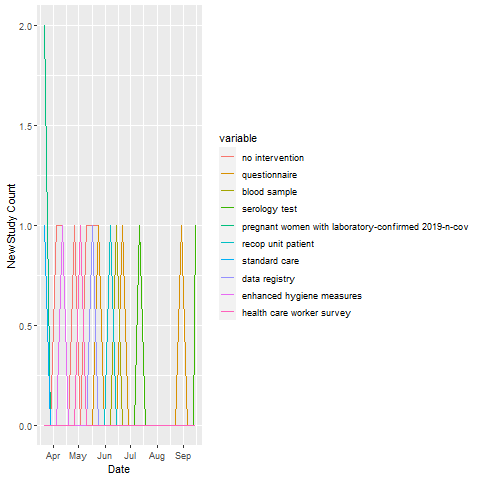 2.0
1.5
1.0
0.5
0.0
NewStudy Count
Apr May Jun Jul Aug Sep
Date
variable
no intervention
questionnaire
blood sample
serology test
pregnant women with laboratory-confirmed 2019-n-cov
recop unit patient
standard care
data registry
enhanced hygiene measures
health care worker survey